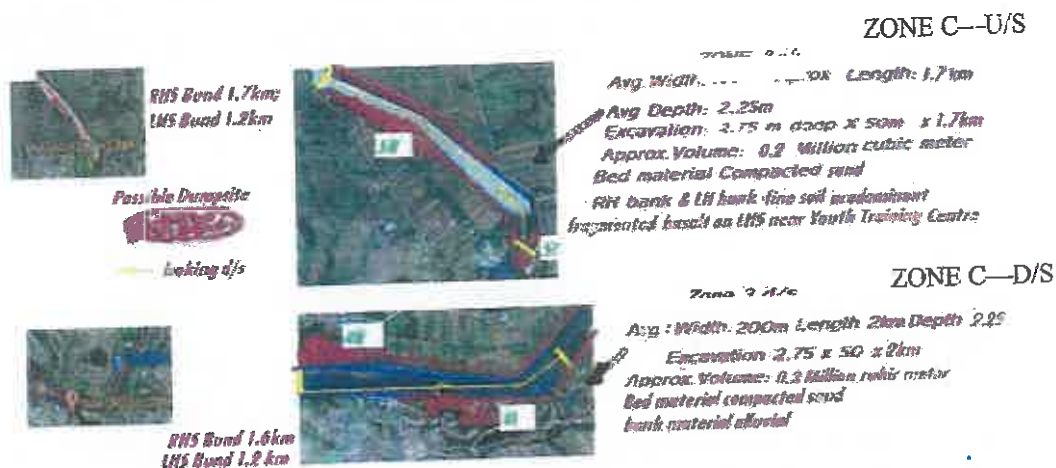 ZONE C---U/S
Avg Width. Length: 1.7km
RHS Bund 1.7km;
LHS Bund 1.2km
Avg Depth: 2.25m
Excavation: 2.75 m deep x 50m x 1.7km
Approx. Volume: 0.2 Million cubic meter
Bed material Compacted sand
RH bank & LH bank fine soil predominant
fragmented basalt on LHS near Youth Training Centre
Possible Dumpsite
looking d/s
ZONE C---D/S
Avg : Width: 200m Length 2km Depth 2.25
Excavation 2.75 x 50 x 2km
Approx. Volume: 0.2 Million cubic meter
Bed material compacted sand
bank material alluvial
RHS Bund 1.6km
LHS Bund 1.2 km